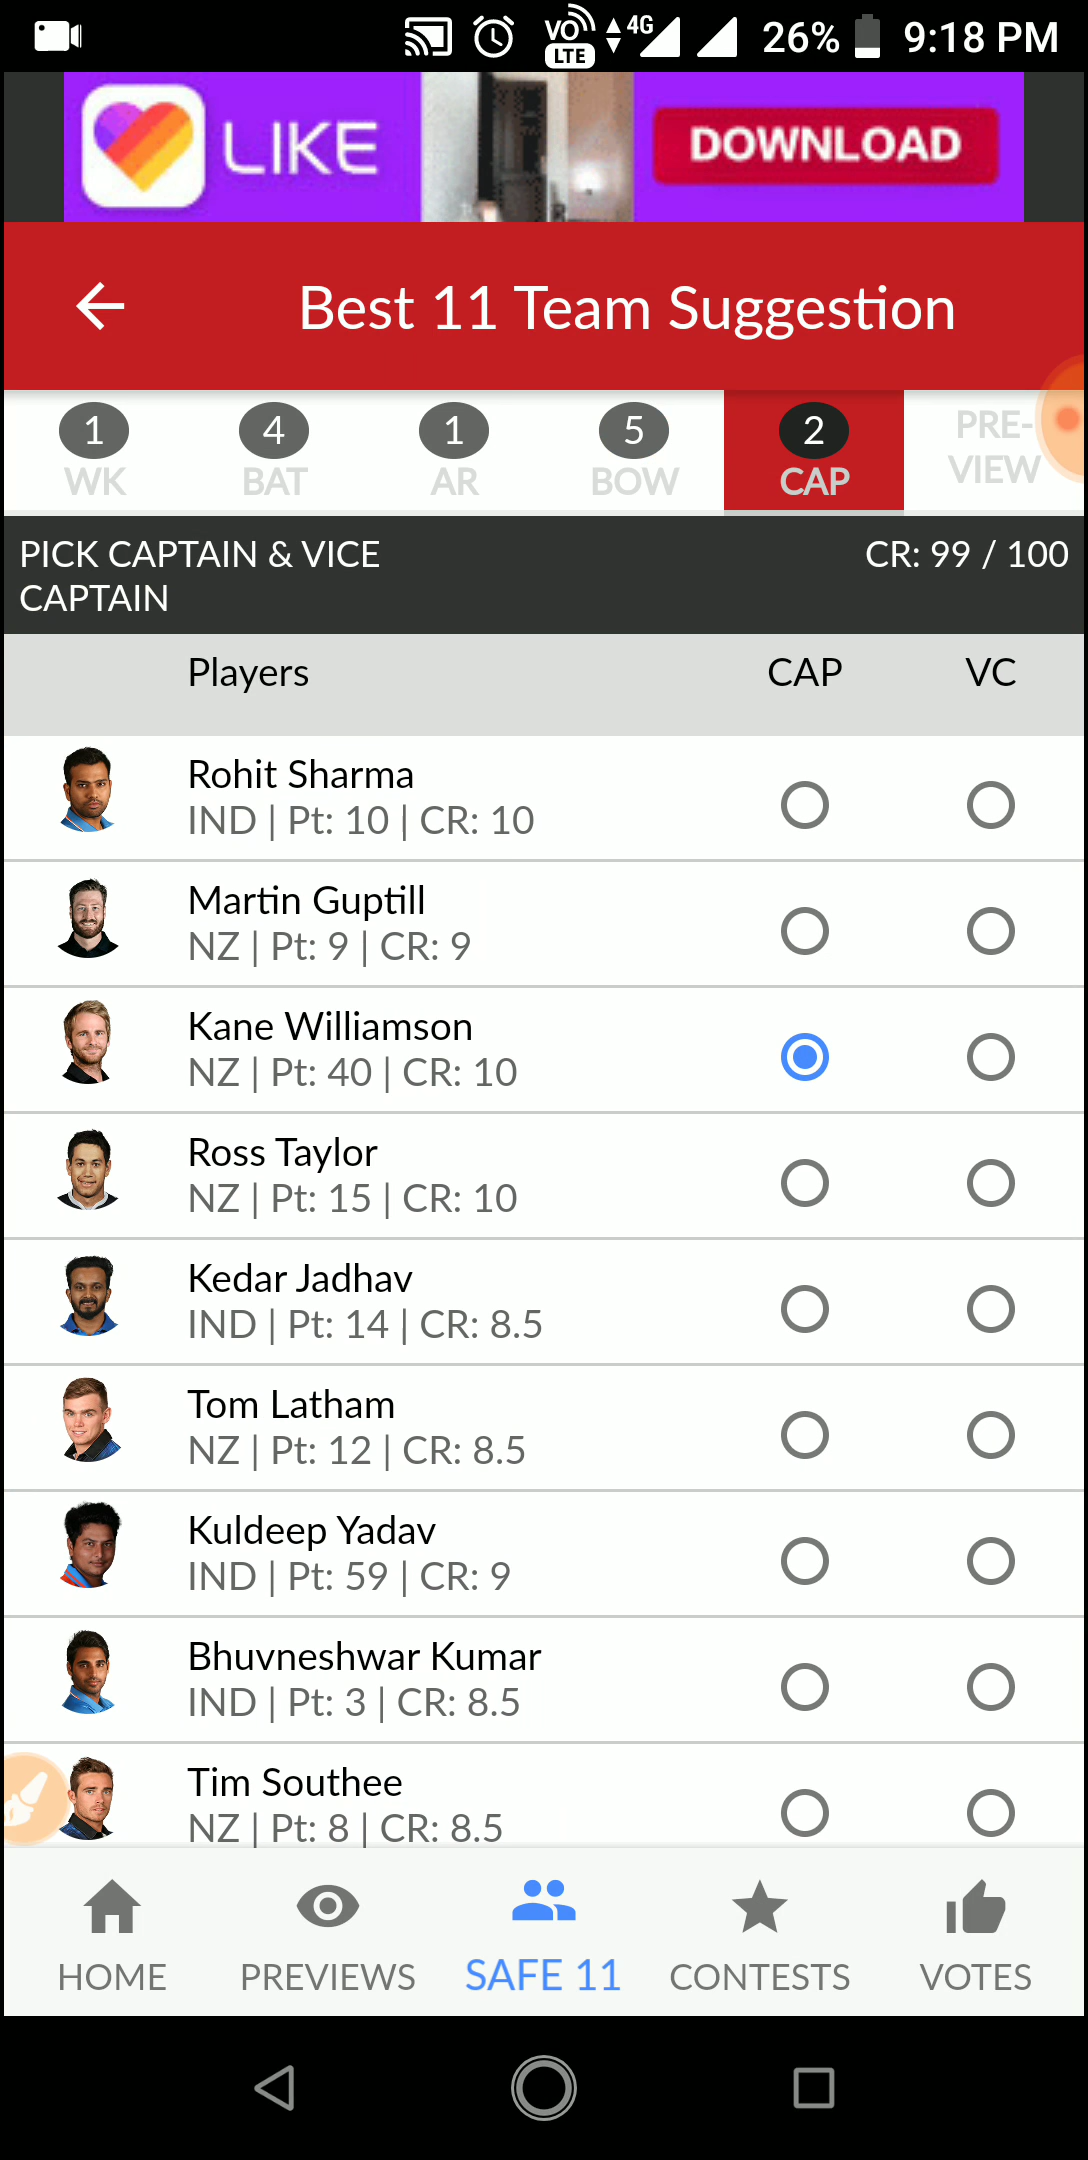 VO LTE 4G 26% 9:18 PM
LIKE DOWNLOAD
Best 11 Team Suggestion
1 4 1 5 2 PRE-
WK BAT AR BOW CAP VIEW
PICK CAPTAIN & VICE CR: 99 / 100
CAPTAIN
Players CAP VC
Rohit Sharma
IND | Pt: 10 | CR: 10
Martin Guptill
NZ | Pt: 9 | CR: 9
Kane Williamson
NZ | Pt: 40 | CR: 10
Ross Taylor
NZ | Pt: 15 | CR: 10
Kedar Jadhav
IND | Pt: 14 | CR: 8.5
Tom Latham
NZ | Pt: 12 | CR: 8.5
Kuldeep Yadav
IND | Pt: 59 | CR: 9
Bhuvneshwar Kumar
IND | Pt: 3 | CR: 8.5
Tim Southee
NZ | Pt: 8 | CR: 8.5
HOME PREVIEWS SAFE 11 CONTESTS VOTES